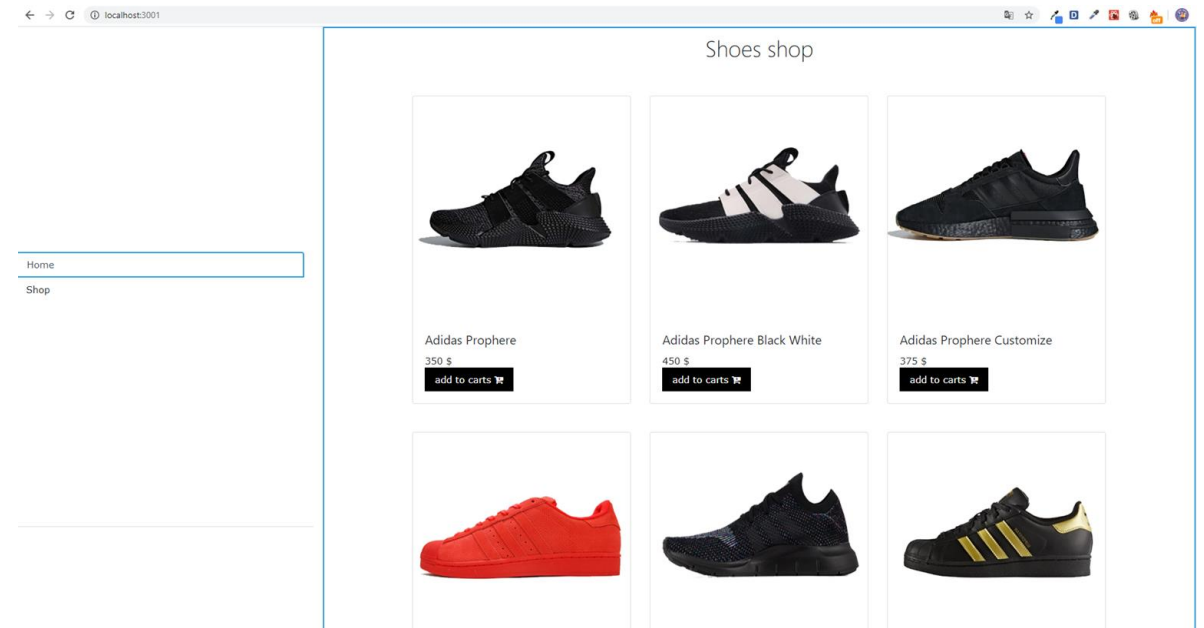 localhost:3001
Shoes shop
Home
Shop
Adidas Prophere
350 $
add to carts
Adidas Prophere Black White
450 $
add to carts
Adidas Prophere Customize
375 $
add to carts